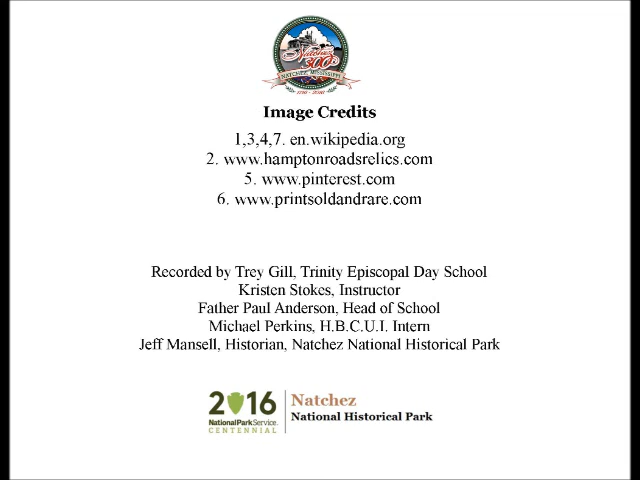 Natchez
300
NATCHEZ, MISSISSIPPI
1716 - 2016
Image Credits
1,3,4,7. en.wikipedia.org
2. www.hamptonroadsrelics.com
5. www.pinterest.com
6. www.printsoldandrare.com
Recorded by Trey Gill, Trinity Episcopal Day School
Kristen Stokes, Instructor
Father Paul Anderson, Head of School
Michael Perkins, H.B.C.U.I. Intern
Jeff Mansell, Historian, Natchez National Historical Park
2016
National Park Service
CENTENNIAL
Natchez
National Historical Park